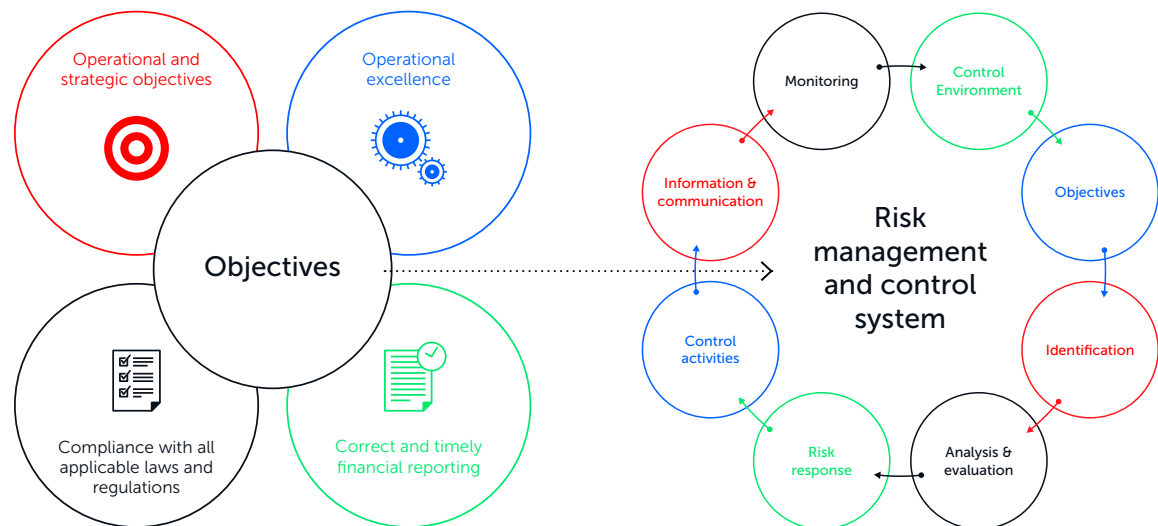 Operational and
strategic objectives
Operational
excellence
Objectives
Compliance with all
applicable laws and
regulations
Correct and timely
financial reporting
Risk
management
and control
system
Monitoring
Control
Environment
Objectives
Identification
Analysis &
evaluation
Risk
response
Control
activities
Information &
communication